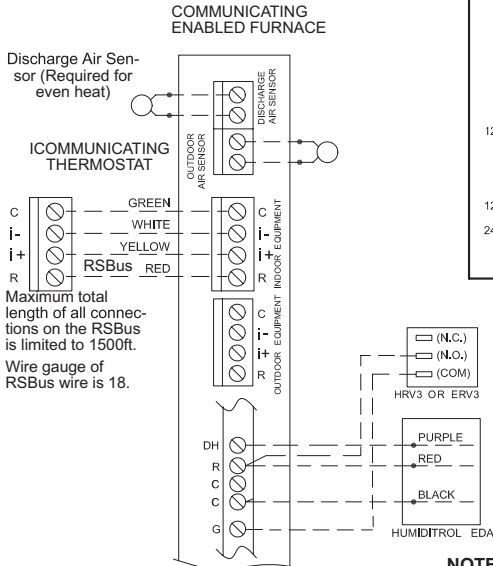 COMMUNICATING
ENABLED FURNACE
Discharge Air Sen-
sor (Required for
even heat)
DISCHARGE
AIR SENSOR
OUTDOOR
AIR SENSOR
ICOMMUNICATING
THERMOSTAT
C
i-
i+
R
GREEN
WHITE
YELLOW
RSBus
RED
C
i-
i+
R
INDOOR EQUIPMENT
Maximum total
length of all connec-
tions on the RSBus
is limited to 1500ft.
Wire gauge of
RSBus wire is 18.
C
i-
i+
R
OUTDOOR EQUIPMENT
12
12
24
(N.C.)
(N.O.)
(COM)
HRV3 OR ERV3
DH
R
C
C
G
PURPLE
RED
BLACK
HUMIDITROL EDA
NOTE